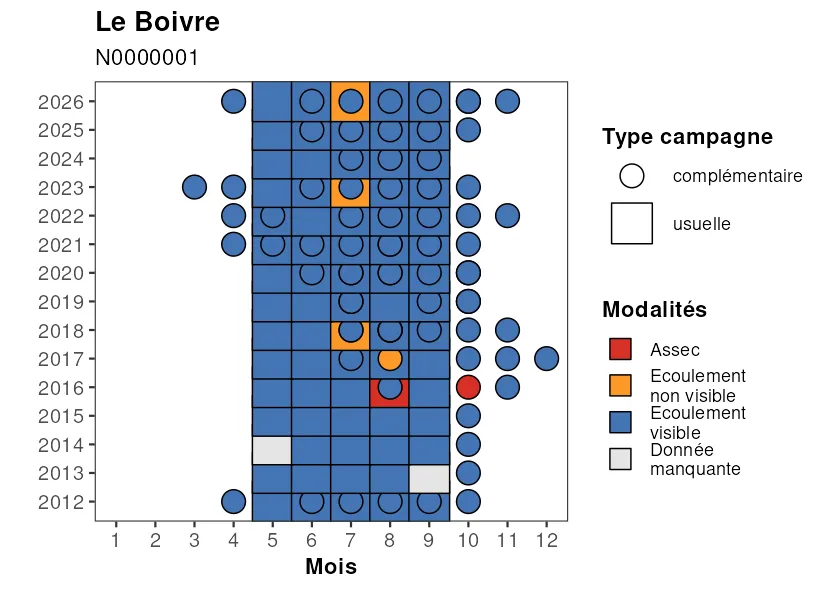 Le Boivre
N0000001
2026
2025
2024
2023
2022
2021
2020
2019
2018
2017
2016
2015
2014
2013
2012
1 2 3 4 5 6 7 8 9 10 11 12
Mois
Type campagne
complémentaire
usuelle
Modalités
Assec
Ecoulement
non visible
Ecoulement
visible
Donnée
manquante